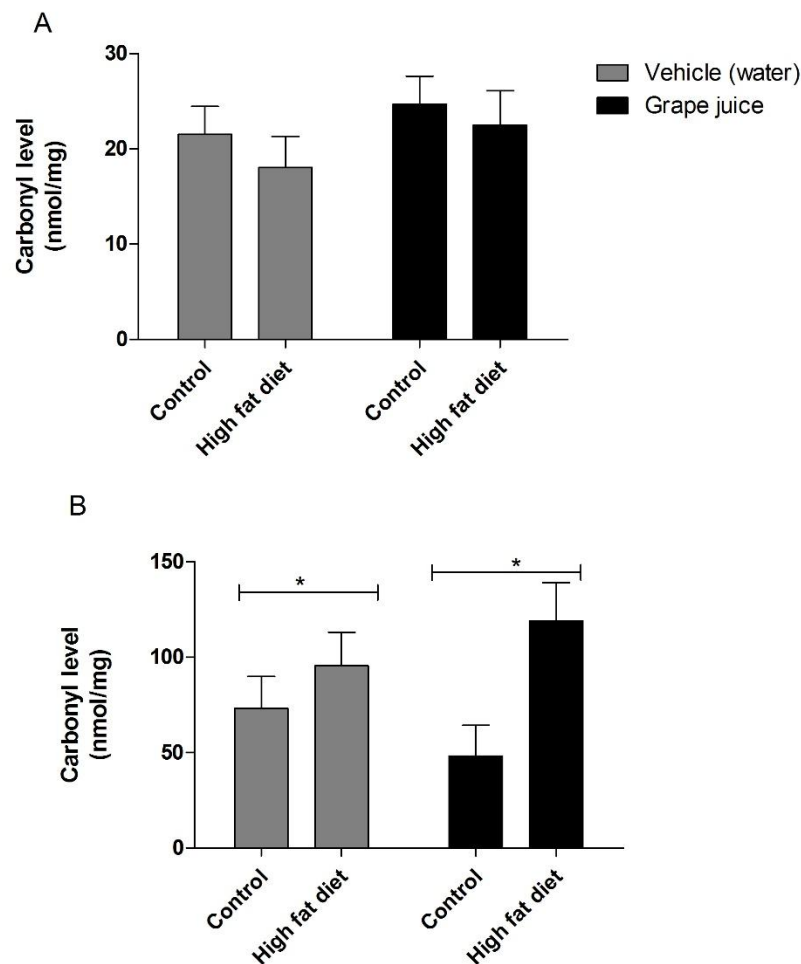 A
Carbonyl level
(nmol/mg)
30
20
10
0
Control
High fat diet
Control
High fat diet
Vehicle (water)
Grape juice
B
Carbonyl level
(nmol/mg)
150
100
50
0
*
*
Control
High fat diet
Control
High fat diet